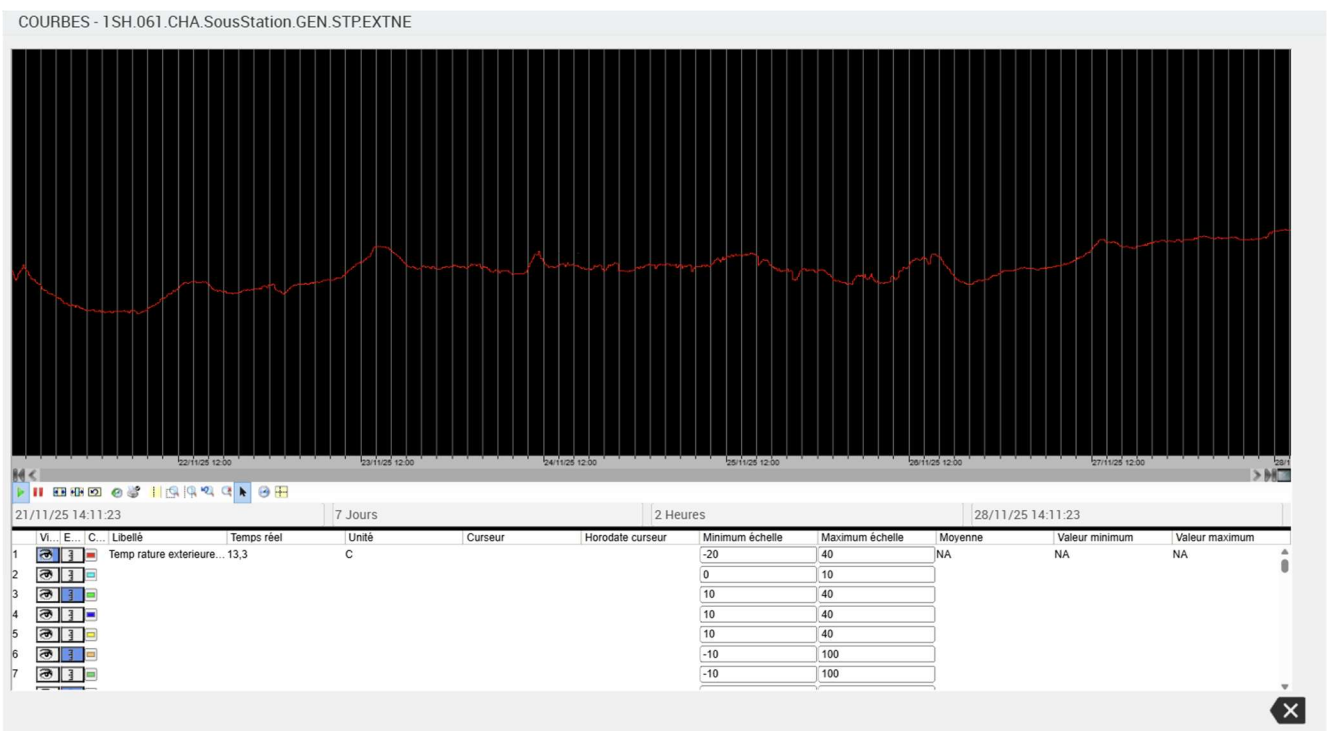 COURBES - 1SH.061.CHA.SousStation.GEN.STP.EXTNE
22/11/25 12:00 23/11/25 12:00 24/11/25 12:00 25/11/25 12:00 26/11/25 12:00 27/11/25 12:00 28/1
21/11/25 14:11:23 7 Jours 2 Heures 28/11/25 14:11:23
Vi... E... C... Libellé Temps réel Unité Curseur Horodate curseur Minimum échelle Maximum échelle Moyenne Valeur minimum Valeur maximum
1 Temp rature exterieure... 13,3 C -20 40 NA NA NA
2 0 10
3 10 40
4 10 40
5 10 40
6 -10 100
7 -10 100